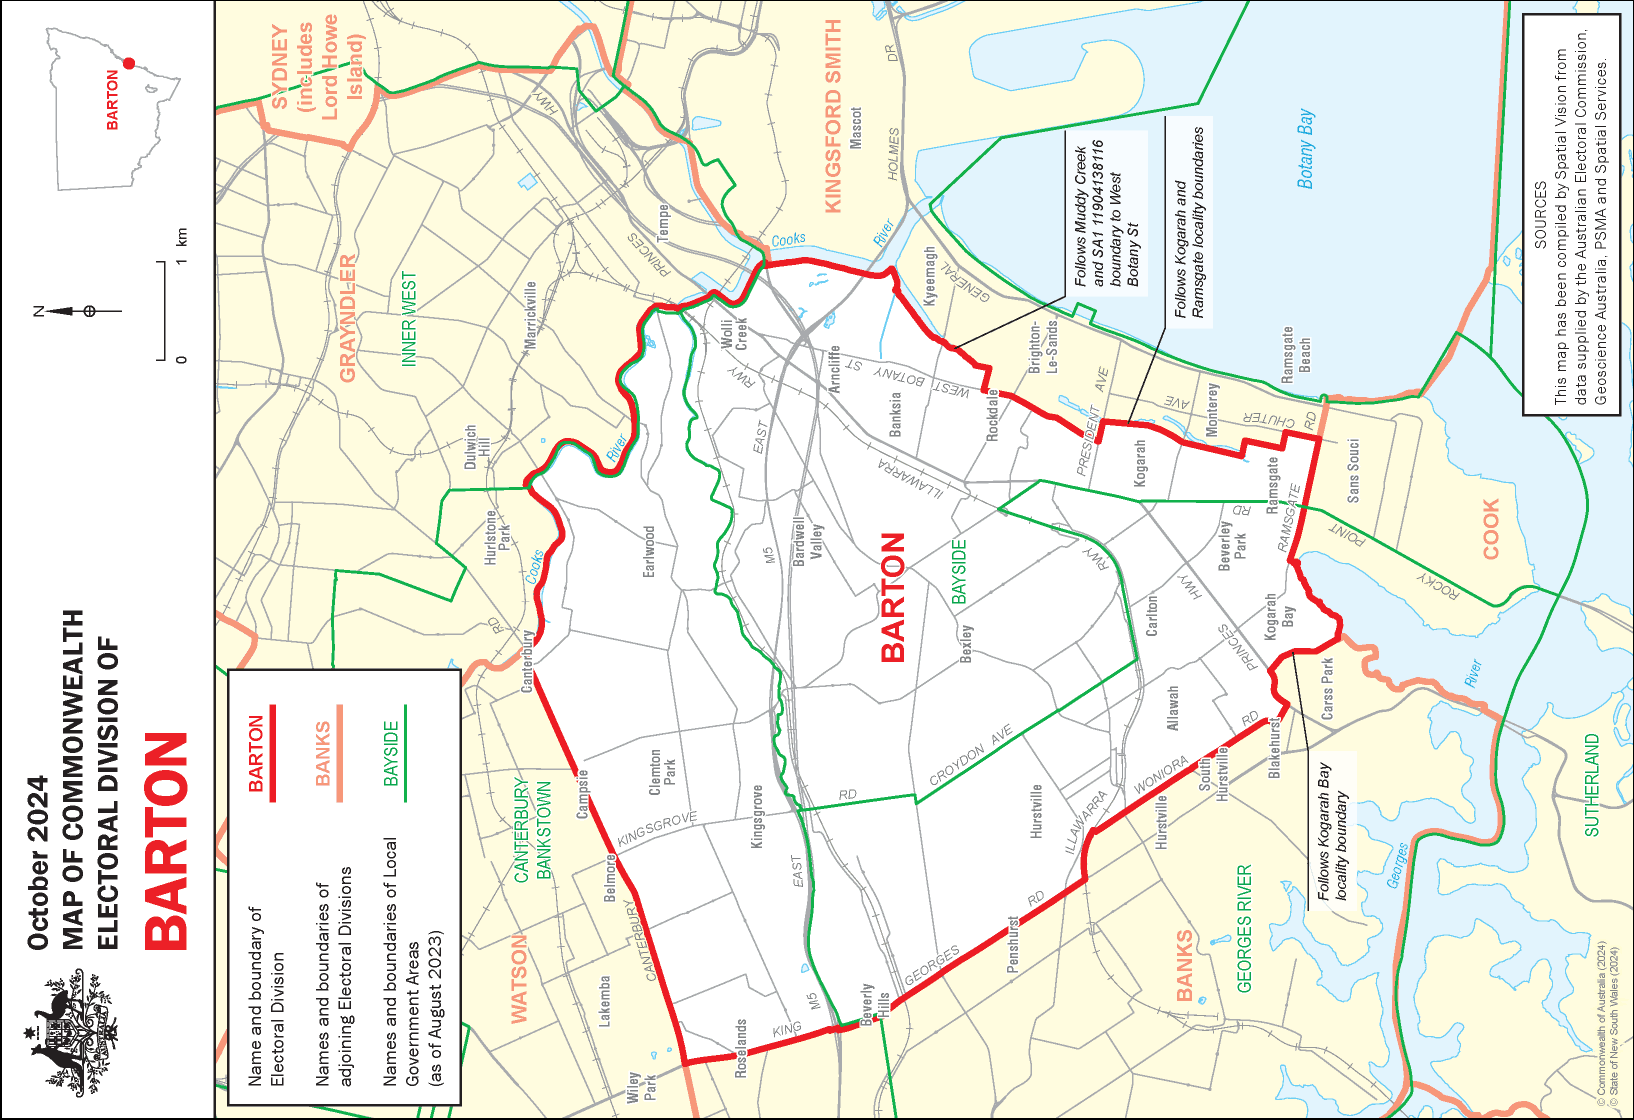 October 2024
MAP OF COMMONWEALTH
ELECTORAL DIVISION OF
BARTON
N
0
1 km
BARTON
Name and boundary of
Electoral Division
BARTON
Names and boundaries of
adjoining Electoral Divisions
BANKS
Names and boundaries of Local
Government Areas
(as of August 2023)
BAYSIDE
SYDNEY
(includes
Lord Howe
Island)
GRAYNDLER
INNER WEST
KINGSFORD SMITH
Mascot
HOLMES
DR
HWY
PRINCES
Tempe
Marrickville
Dulwich
Hill
Hurlstone
Park
Cooks
River
RD
Canterbury
CANTERBURY
BANKSTOWN
WATSON
Campsie
Clemton
Park
KINGSGROVE
Belmore
CANTERBURY
Lakemba
Wiley
Park
Roselands
KING
M5
Beverly
Hills
GEORGES
RD
Penshurst
EAST
Kingsgrove
RD
CROYDON AVE
Earlwood
Bardwell
Valley
M5
EAST
Wolli
Creek
RWY
Arncliffe
ST
BOTANY
WEST
Banksia
ILLAWARRA
Rockdale
Cooks
River
Kyeemagh
GENERAL
Brighton-
Le-Sands
PRESIDENT AVE
Kogarah
Monterey
AVE
CHUTER
RD
Ramsgate
Beach
Ramsgate
RAMSGATE
RD
Sans Souci
POINT
ROCKY
COOK
Beverley
Park
Kogarah
Bay
Carss Park
BARTON
BAYSIDE
Bexley
RWY
Carlton
HWY
PRINCES
Allawah
RD
Blakehurst
South
Hurstville
WONIORA
Hurstville
Hurstville
ILLAWARRA
BANKS
GEORGES RIVER
Georges
River
SUTHERLAND
Botany Bay
Follows Muddy Creek
and SA1 11904138116
boundary to West
Botany St
Follows Kogarah and
Ramsgate locality boundaries
Follows Kogarah Bay
locality boundary
SOURCES
This map has been compiled by Spatial Vision from
data supplied by the Australian Electoral Commission,
Geoscience Australia, PSMA and Spatial Services.
© Commonwealth of Australia (2024)
© State of New South Wales (2024)